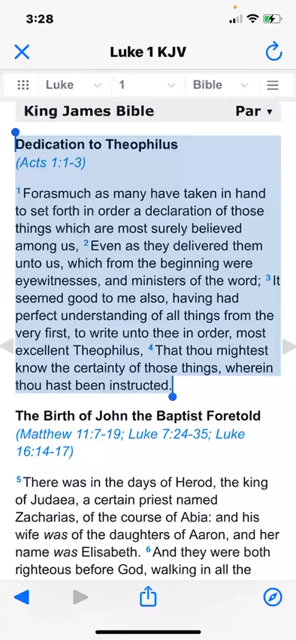 3:28
Luke 1 KJV
Luke 1 Bible
King James Bible Par
Dedication to Theophilus
(Acts 1:1-3)
1 Forasmuch as many have taken in hand
to set forth in order a declaration of those
things which are most surely believed
among us, 2 Even as they delivered them
unto us, which from the beginning were
eyewitnesses, and ministers of the word; 3 It
seemed good to me also, having had
perfect understanding of all things from the
very first, to write unto thee in order, most
excellent Theophilus, 4 That thou mightest
know the certainty of those things, wherein
thou hast been instructed.
The Birth of John the Baptist Foretold
(Matthew 11:7-19; Luke 7:24-35; Luke
16:14-17)
5 There was in the days of Herod, the king
of Judaea, a certain priest named
Zacharias, of the course of Abia: and his
wife was of the daughters of Aaron, and her
name was Elisabeth. 6 And they were both
righteous before God, walking in all the